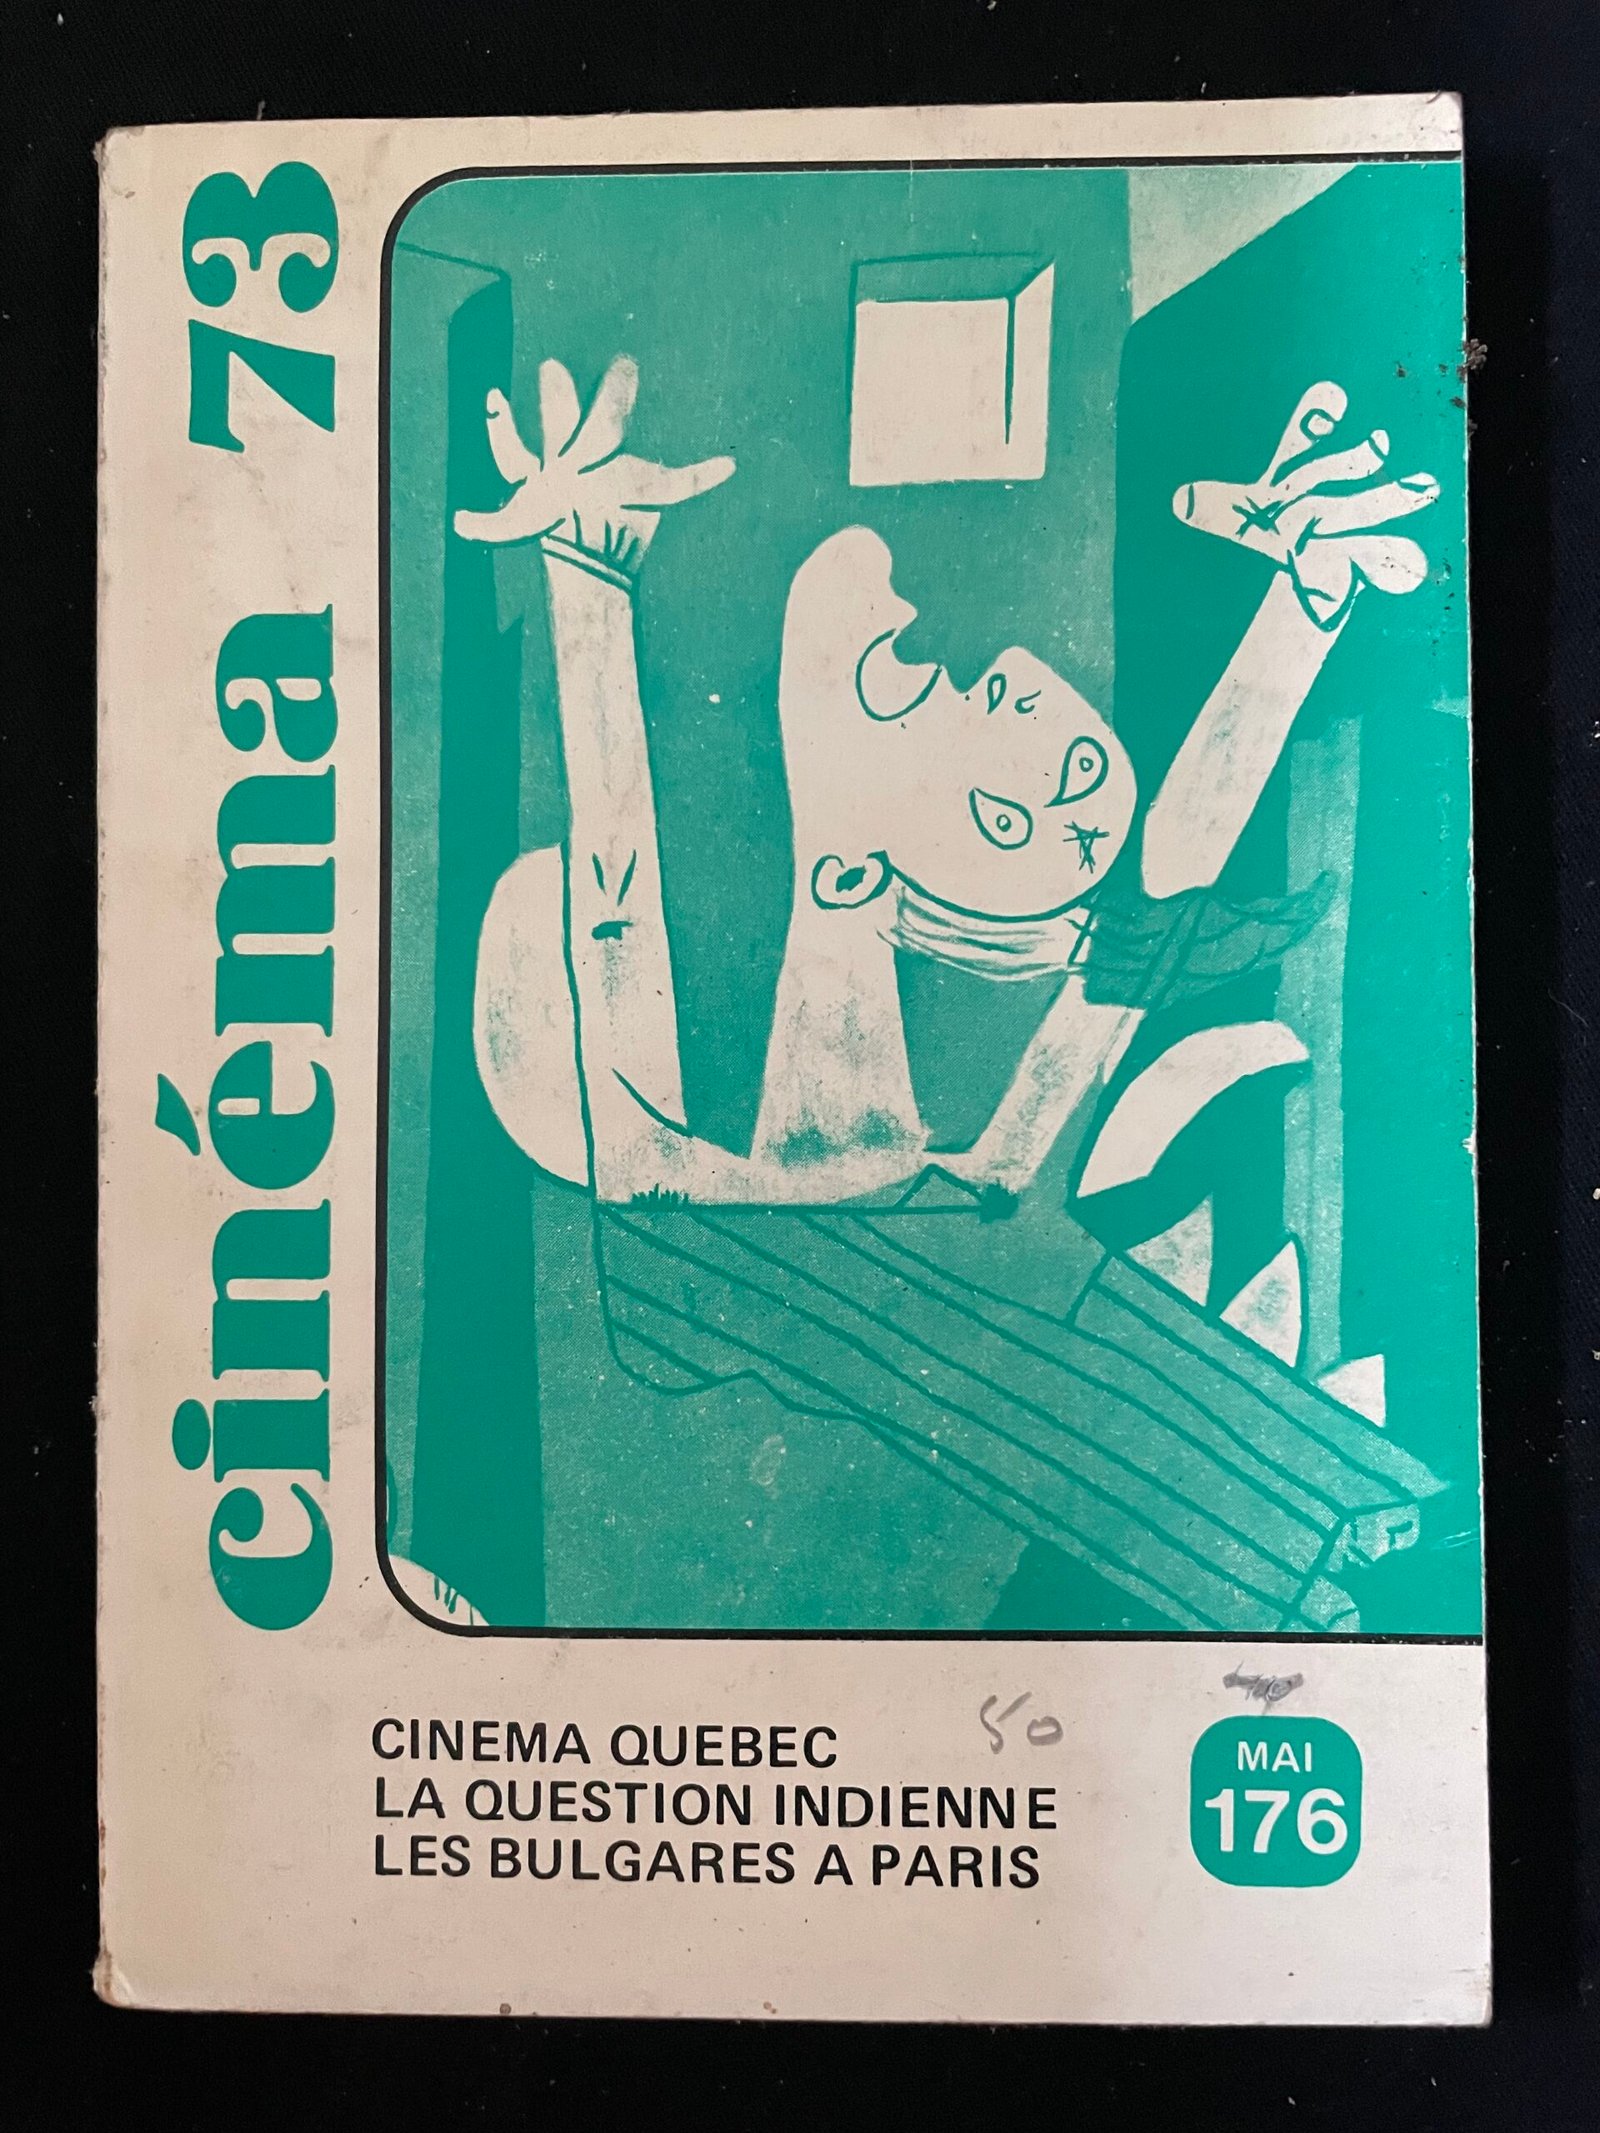 cinéma 73
CINEMA QUEBEC
LA QUESTION INDIENNE
LES BULGARES A PARIS
50
MAI
176